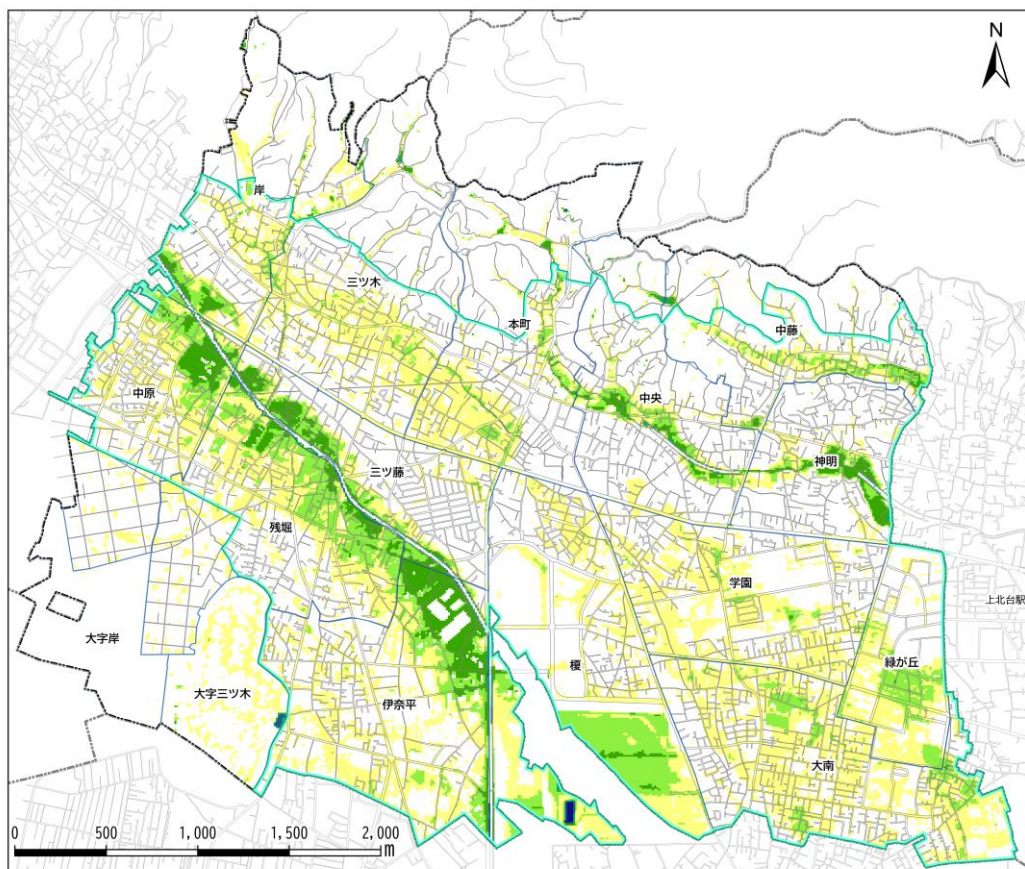 N
岸
三ツ木
本町
中藤
中原
中央
神明
三ツ藤
残堀
学園
上北台駅
大字岸
榎
緑が丘
大字三ツ木
伊奈平
大南
0 500 1,000 1,500 2,000
m